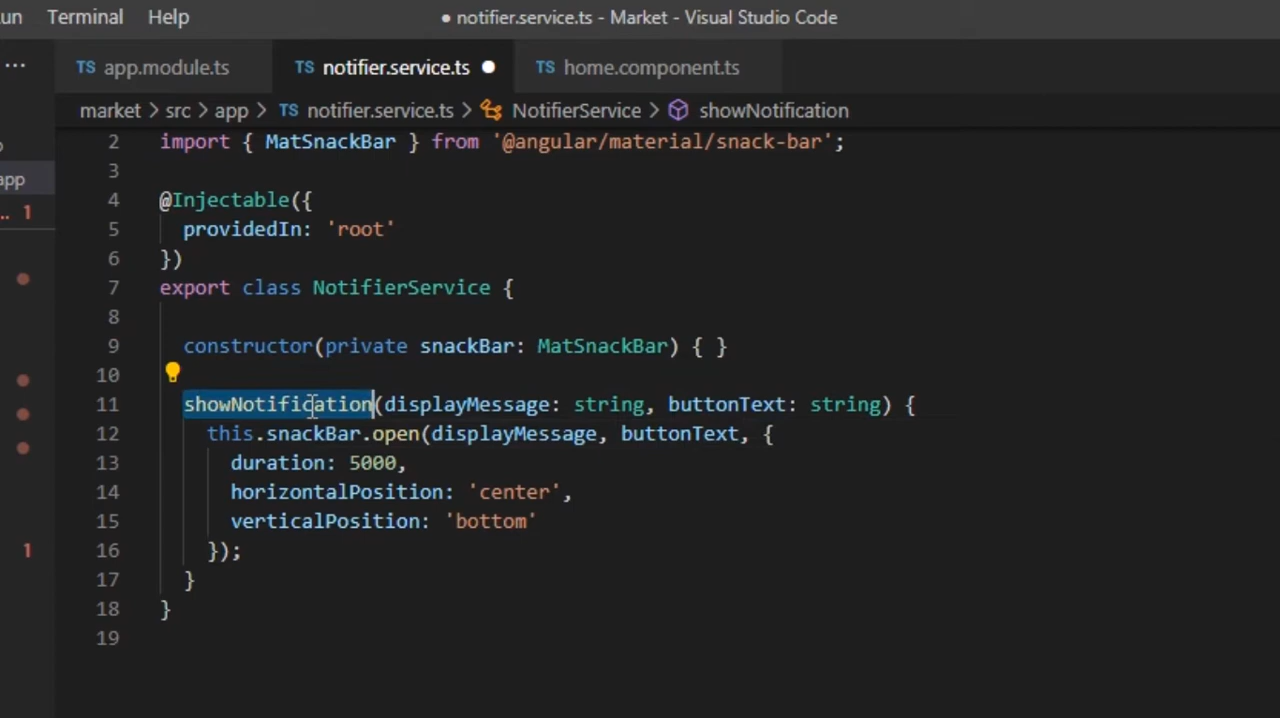 un Terminal Help ● notifier.service.ts - Market - Visual Studio Code
... TS app.module.ts TS notifier.service.ts ● TS home.component.ts
market > src > app > TS notifier.service.ts > NotifierService > showNotification
2 import { MatSnackBar } from '@angular/material/snack-bar';
3
app
4 @Injectable({
.. 1
5 providedIn: 'root'
6 })
7 export class NotifierService {
8
9 constructor(private snackBar: MatSnackBar) { }
10
11 showNotification(displayMessage: string, buttonText: string) {
12 this.snackBar.open(displayMessage, buttonText, {
13 duration: 5000,
14 horizontalPosition: 'center',
15 verticalPosition: 'bottom'
1
16 });
17 }
18 }
19